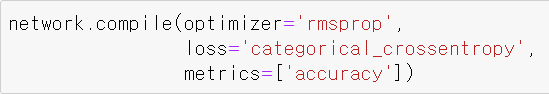 network.compile(optimizer='rmsprop',
                loss='categorical_crossentropy',
                metrics=['accuracy'])